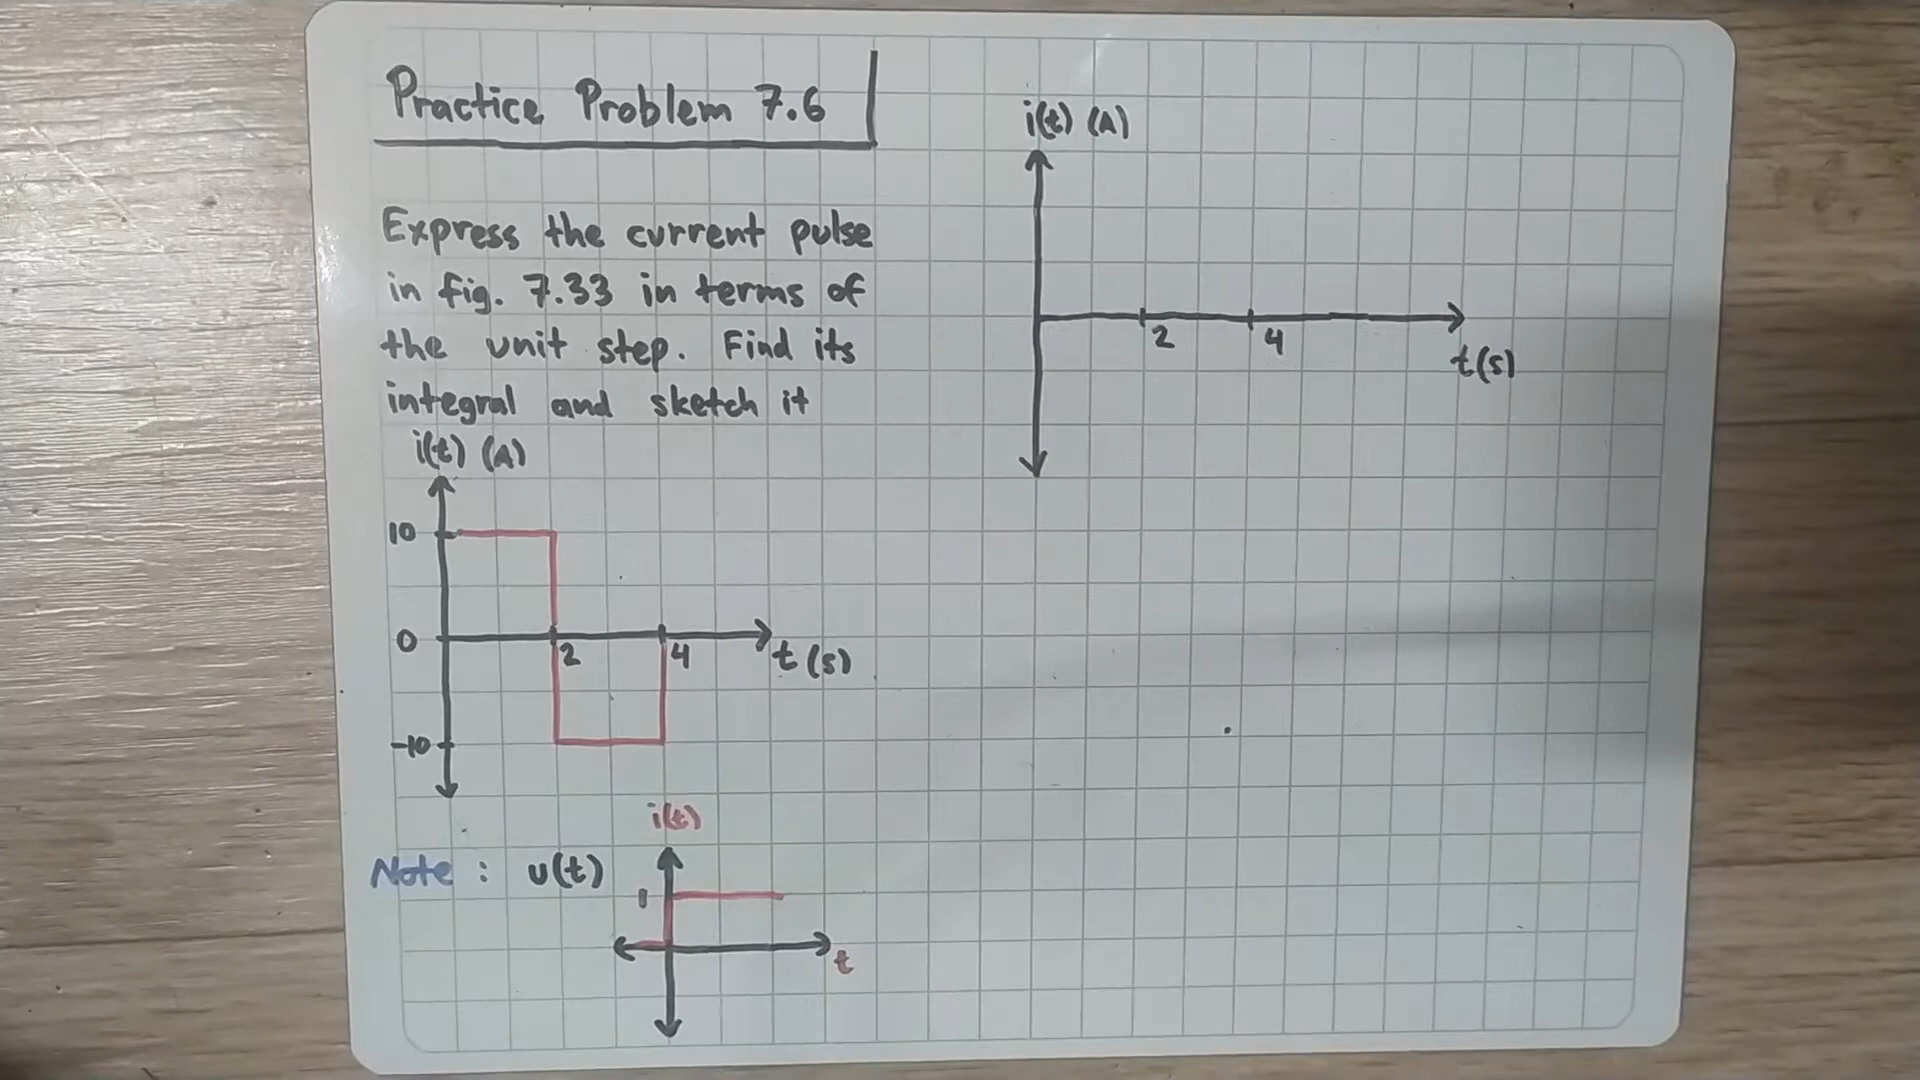 Practice Problem 7.6
Express the current pulse
in fig. 7.33 in terms of
the unit step. Find its
integral and sketch it
i(t) (A)
10
0
2
4
t(s)
-10
Note: u(t)
i(t)
1
t
i(t) (A)
2
4
t(s)